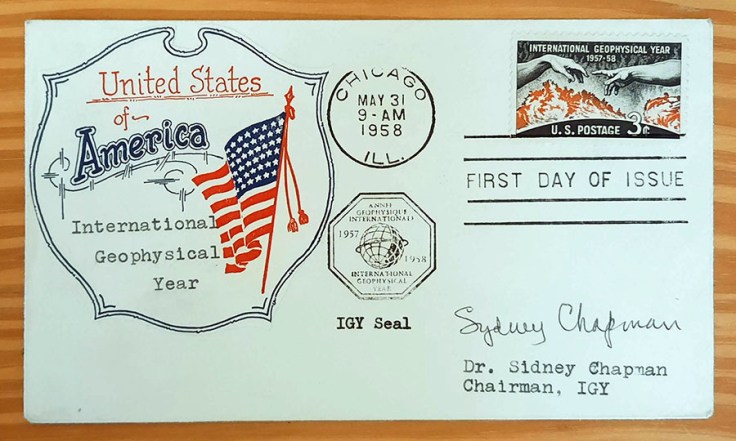 United States
of
America
International
Geophysical
Year
CHICAGO
MAY 31
9-AM
1958
ILL.
INTERNATIONAL GEOPHYSICAL YEAR
1957-58
U.S. POSTAGE 3¢
FIRST DAY OF ISSUE
ANNÉE
GÉOPHYSIQUE
INTERNATIONALE
1957
1958
INTERNATIONAL
GEOPHYSICAL
YEAR
IGY Seal
Sydney Chapman
Dr. Sidney Chapman
Chairman, IGY